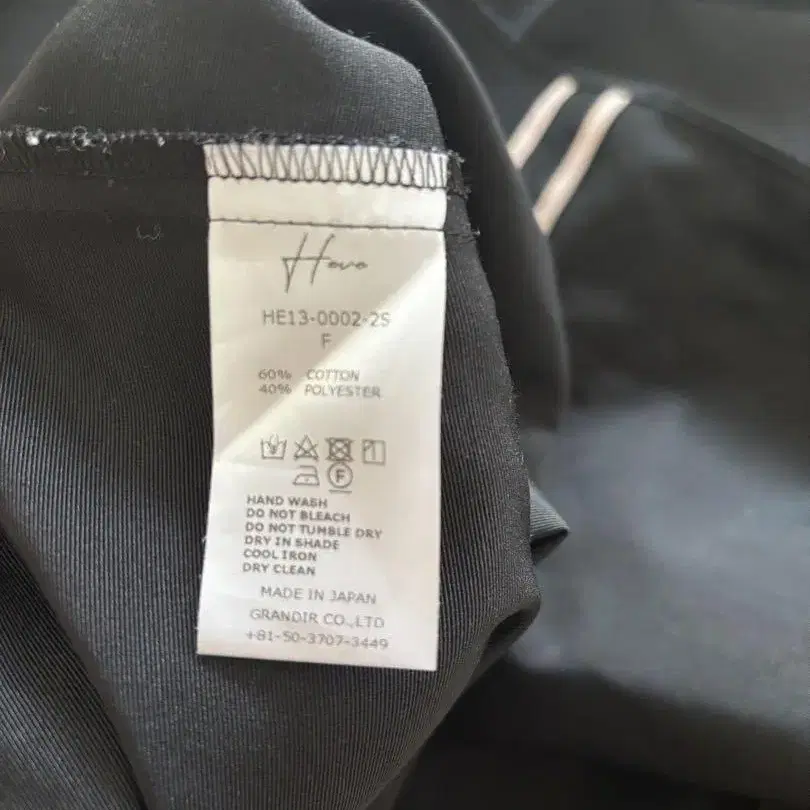 Hevo
HE13-0002-2S
F
60% COTTON
40% POLYESTER
F
HAND WASH
DO NOT BLEACH
DO NOT TUMBLE DRY
DRY IN SHADE
COOL IRON
DRY CLEAN
MADE IN JAPAN
GRANDIR CO.,LTD
+81-50-3707-3449